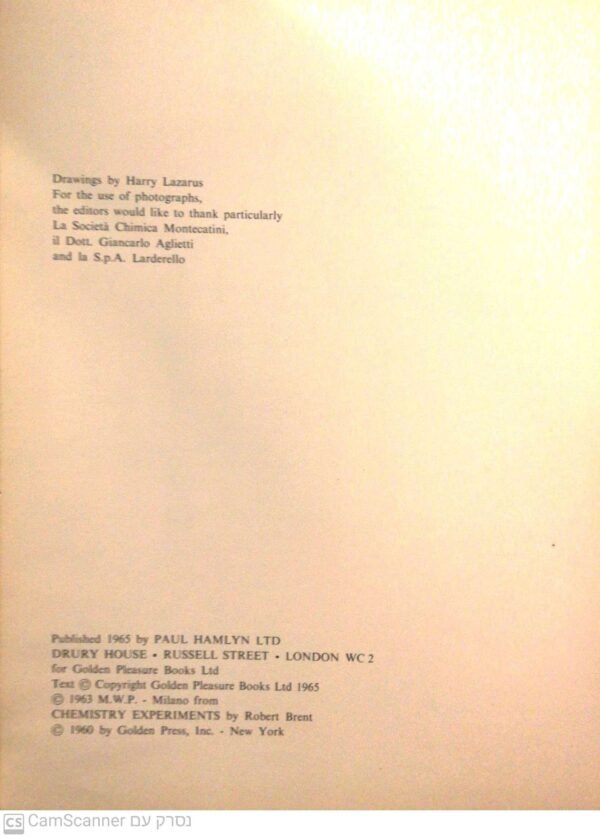 Drawings by Harry Lazarus
For the use of photographs,
the editors would like to thank particularly
La Società Chimica Montecatini,
il Dott. Giancarlo Aglietti
and la S.p.A. Larderello
Published 1965 by PAUL HAMLYN LTD
DRURY HOUSE • RUSSELL STREET • LONDON WC 2
for Golden Pleasure Books Ltd
Text © Copyright Golden Pleasure Books Ltd 1965
© 1963 M.W.P. - Milano from
CHEMISTRY EXPERIMENTS by Robert Brent
© 1960 by Golden Press, Inc. - New York
CS CamScanner נסרק עם